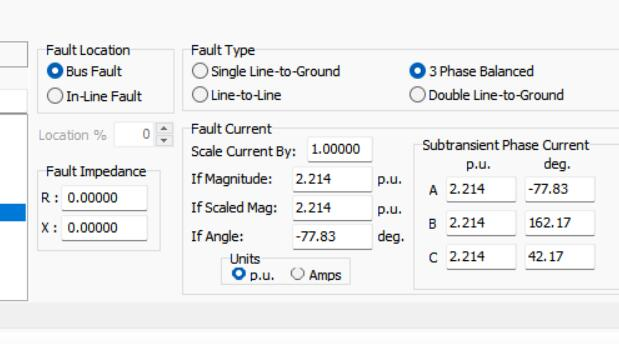 Fault Location
Bus Fault
In-Line Fault
Location % 0
Fault Impedance
R : 0.00000
X : 0.00000
Fault Type
Single Line-to-Ground
3 Phase Balanced
Line-to-Line
Double Line-to-Ground
Fault Current
Scale Current By: 1.00000
If Magnitude: 2.214 p.u.
If Scaled Mag: 2.214 p.u.
If Angle: -77.83 deg.
Units
p.u. Amps
Subtransient Phase Current
p.u. deg.
A 2.214 -77.83
B 2.214 162.17
C 2.214 42.17